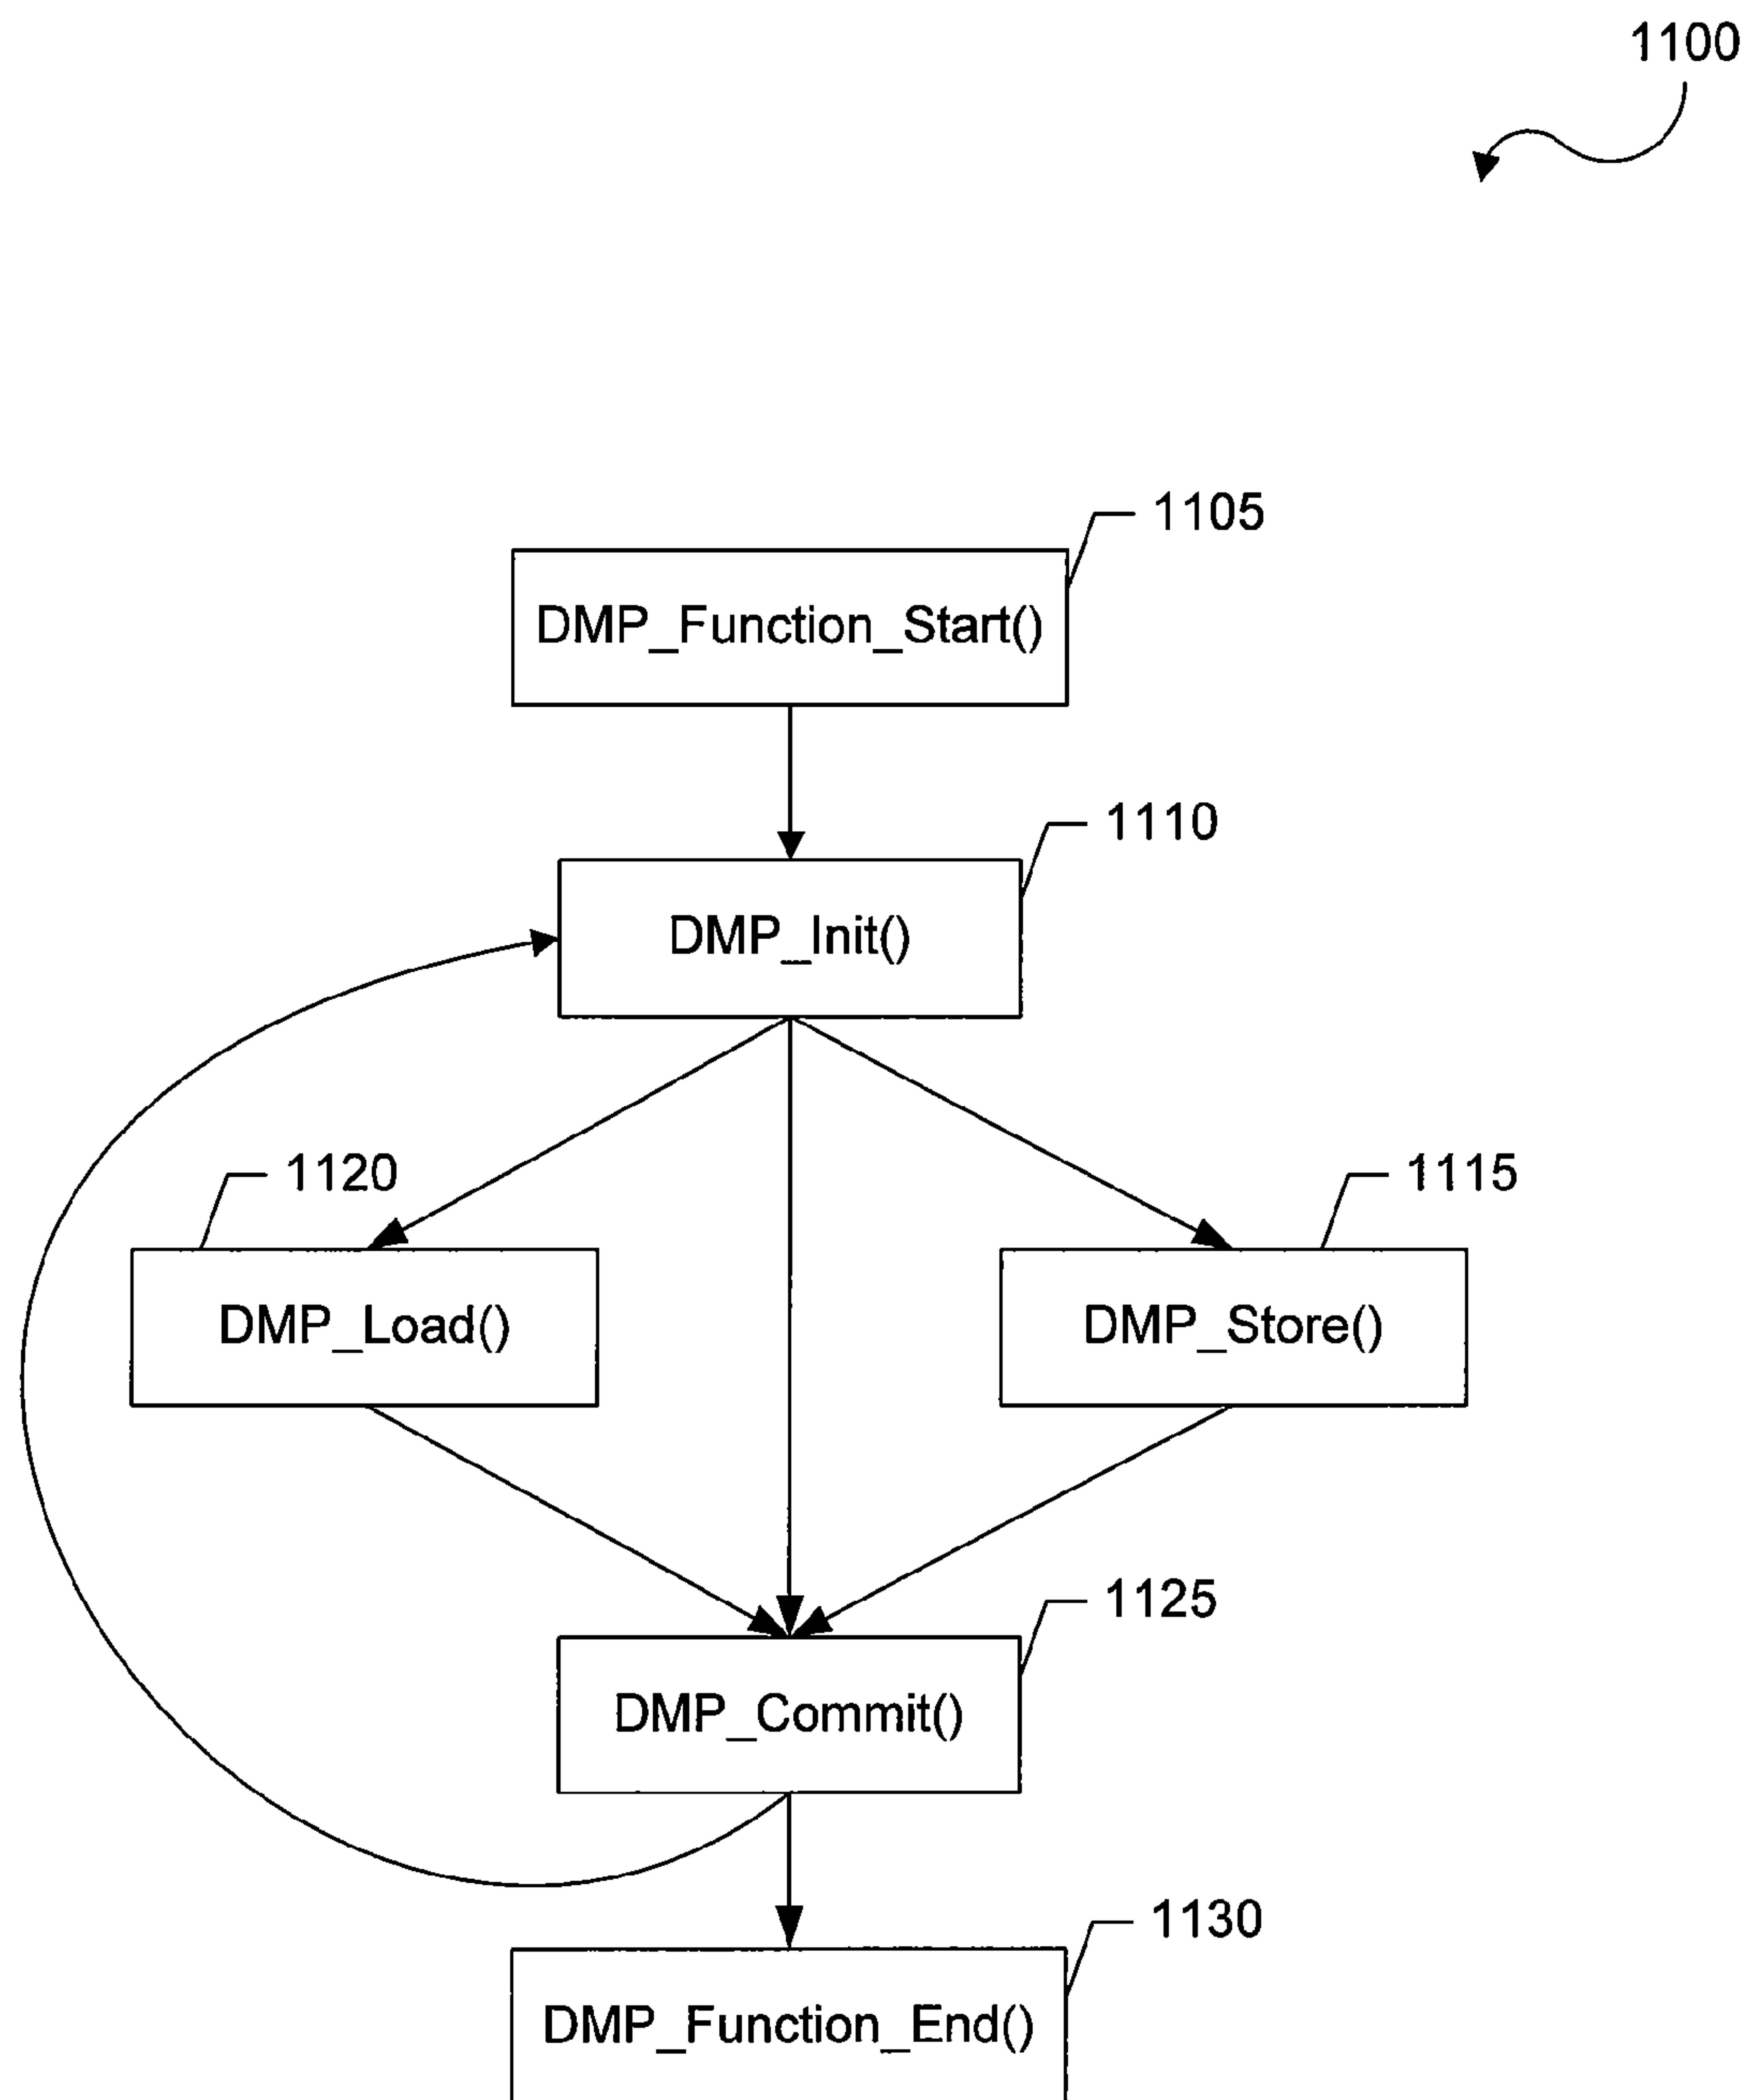 1100
1105
DMP_Function_Start()
1110
DMP_Init()
1120
1115
DMP_Load()
DMP_Store()
1125
DMP_Commit()
1130
DMP_Function_End()